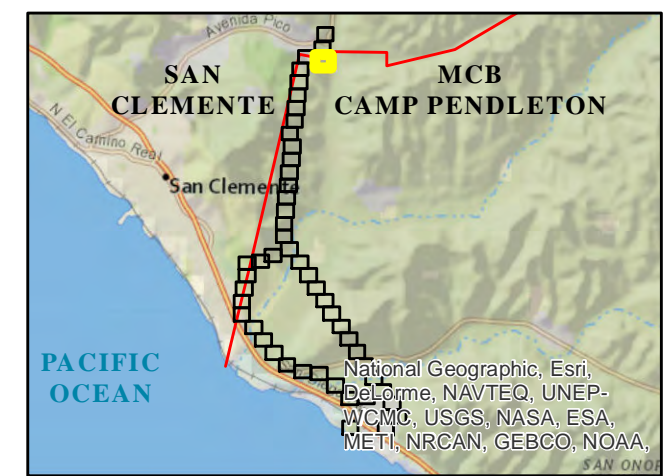 Avenida Pico
SAN
CLEMENTE
MCB
CAMP PENDLETON
N El Camino Real
San Clemente
PACIFIC
OCEAN
National Geographic, Esri,
DeLorme, NAVTEQ, UNEP-
WCMC, USGS, NASA, ESA,
METI, NRCAN, GEBCO, NOAA,
SAN ONOF